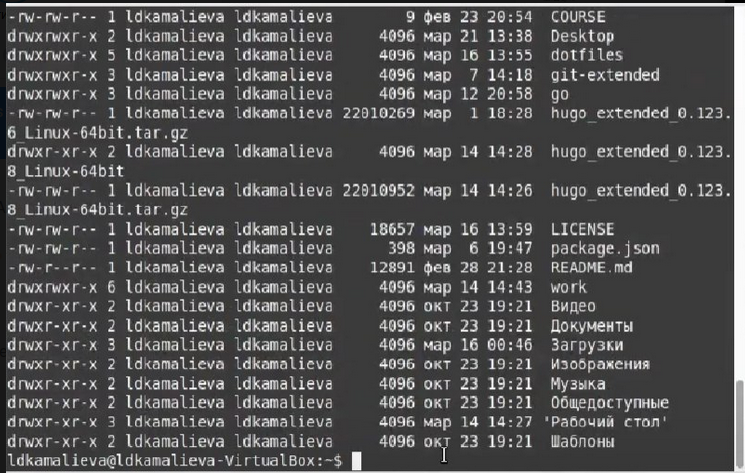 -rw-rw-r-- 1 ldkamalieva ldkamalieva 9 фев 23 20:54 COURSE
drwxrwxr-x 2 ldkamalieva ldkamalieva 4096 мар 21 13:38 Desktop
drwxrwxr-x 5 ldkamalieva ldkamalieva 4096 мар 16 13:55 dotfiles
drwxrwxr-x 3 ldkamalieva ldkamalieva 4096 мар 7 14:18 git-extended
drwxrwxr-x 3 ldkamalieva ldkamalieva 4096 мар 12 20:58 go
-rw-rw-r-- 1 ldkamalieva ldkamalieva 22010269 мар 1 18:28 hugo_extended_0.123.
6_Linux-64bit.tar.gz
drwxr-xr-x 2 ldkamalieva ldkamalieva 4096 мар 14 14:28 hugo_extended_0.123.
8_Linux-64bit
-rw-rw-r-- 1 ldkamalieva ldkamalieva 22010952 мар 14 14:26 hugo_extended_0.123.
8_Linux-64bit.tar.gz
-rw-rw-r-- 1 ldkamalieva ldkamalieva 18657 мар 16 13:59 LICENSE
-rw-rw-r-- 1 ldkamalieva ldkamalieva 398 мар 6 19:47 package.json
-rw-r--r-- 1 ldkamalieva ldkamalieva 12891 фев 28 21:28 README.md
drwxrwxr-x 6 ldkamalieva ldkamalieva 4096 мар 14 14:43 work
drwxr-xr-x 2 ldkamalieva ldkamalieva 4096 окт 23 19:21 Видео
drwxr-xr-x 2 ldkamalieva ldkamalieva 4096 окт 23 19:21 Документы
drwxr-xr-x 3 ldkamalieva ldkamalieva 4096 мар 16 00:46 Загрузки
drwxr-xr-x 2 ldkamalieva ldkamalieva 4096 окт 23 19:21 Изображения
drwxr-xr-x 2 ldkamalieva ldkamalieva 4096 окт 23 19:21 Музыка
drwxr-xr-x 2 ldkamalieva ldkamalieva 4096 окт 23 19:21 Общедоступные
drwxr-xr-x 3 ldkamalieva ldkamalieva 4096 мар 14 14:27 'Рабочий стол'
drwxr-xr-x 2 ldkamalieva ldkamalieva 4096 окт 23 19:21 Шаблоны
ldkamalieva@ldkamalieva-VirtualBox:~$